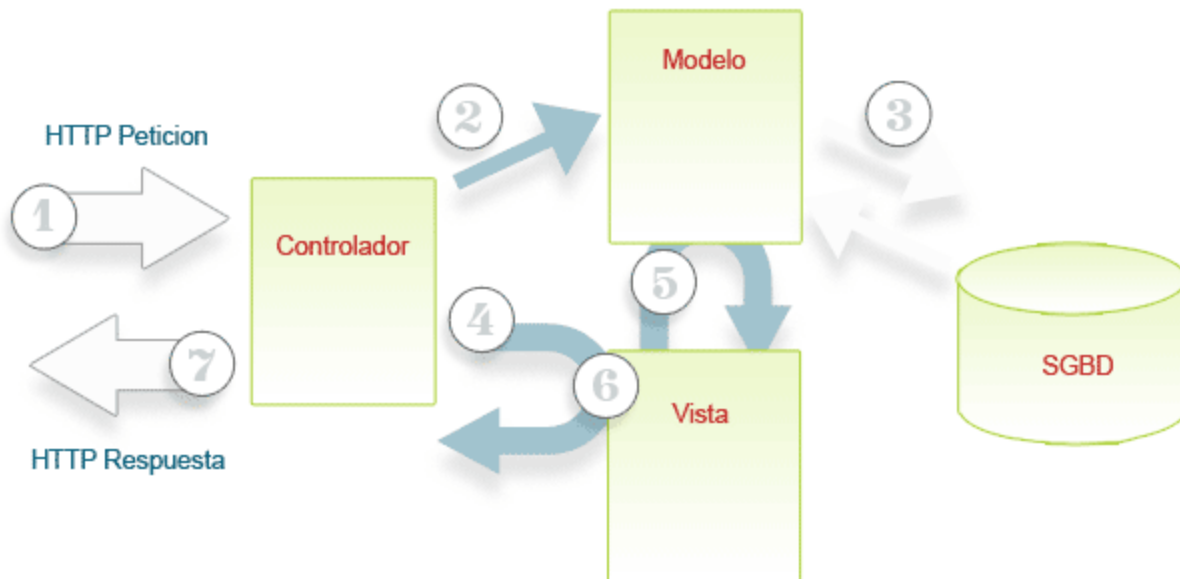 Modelo
2
3
HTTP Peticion
1
Controlador
5
4
7
6
SGBD
Vista
HTTP Respuesta